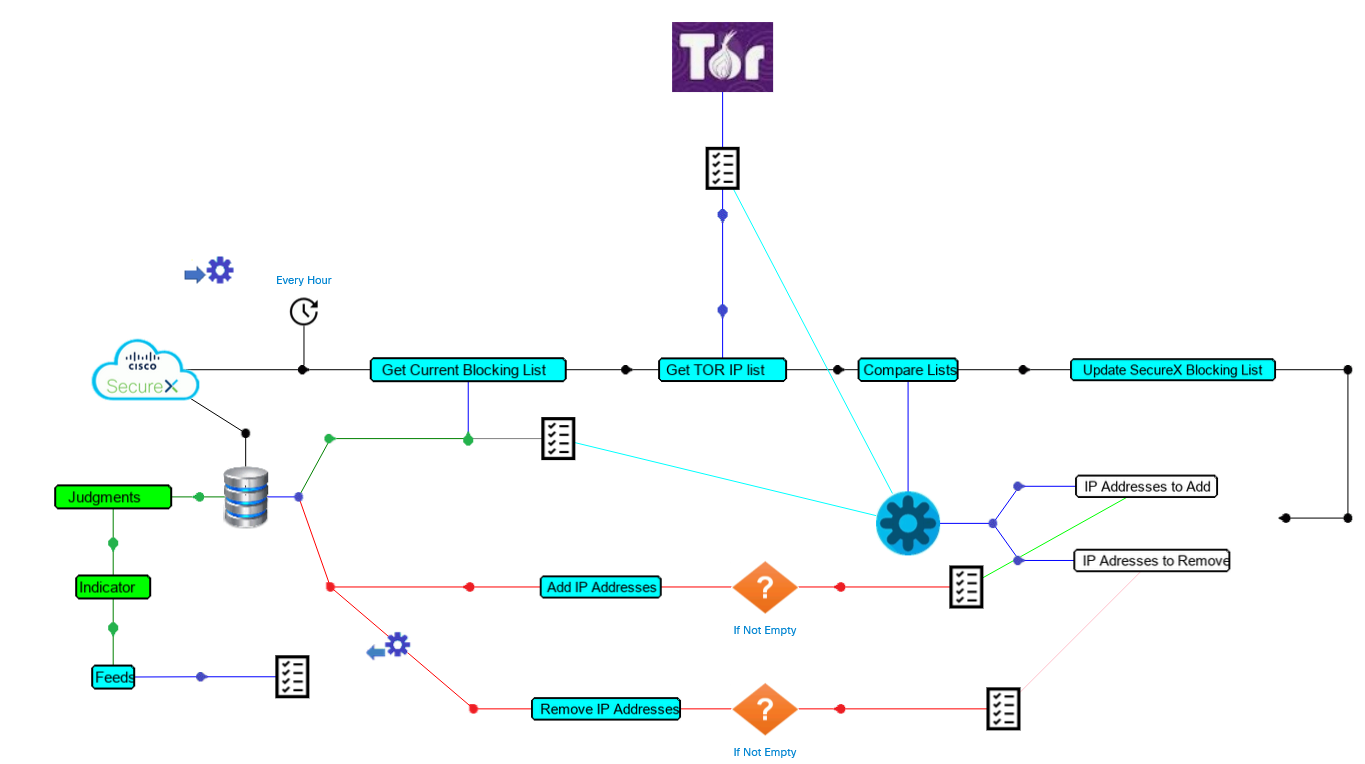 Tor
Every Hour
CISCO
SecureX
Get Current Blocking List
Get TOR IP list
Compare Lists
Update SecureX Blocking List
Judgments
IP Addresses to Add
IP Adresses to Remove
Indicator
Add IP Addresses
?
If Not Empty
Feeds
Remove IP Addresses
?
If Not Empty